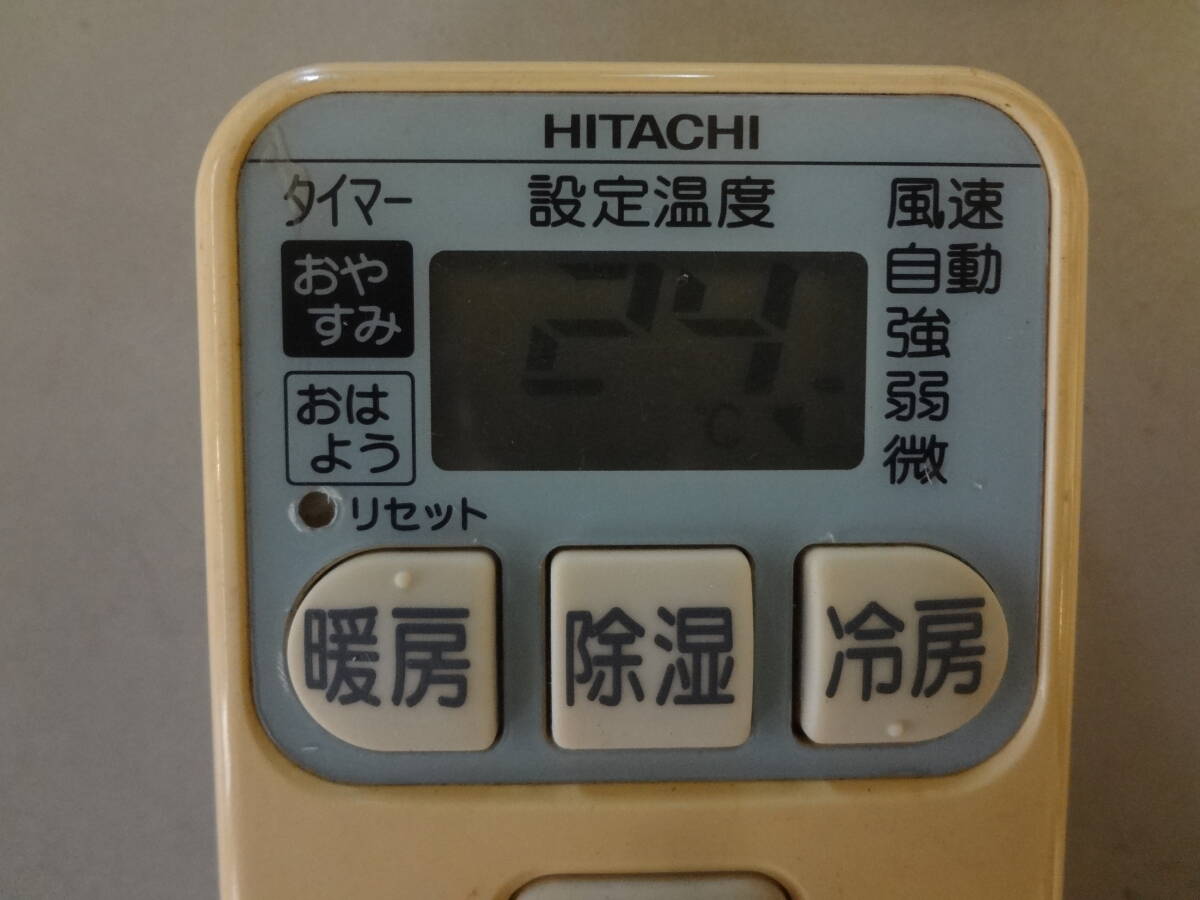 HITACHI
タイマー
おや
すみ
おは
よう
リセット
設定温度
24
℃
風速
自動
強
弱
微
暖房
除湿
冷房